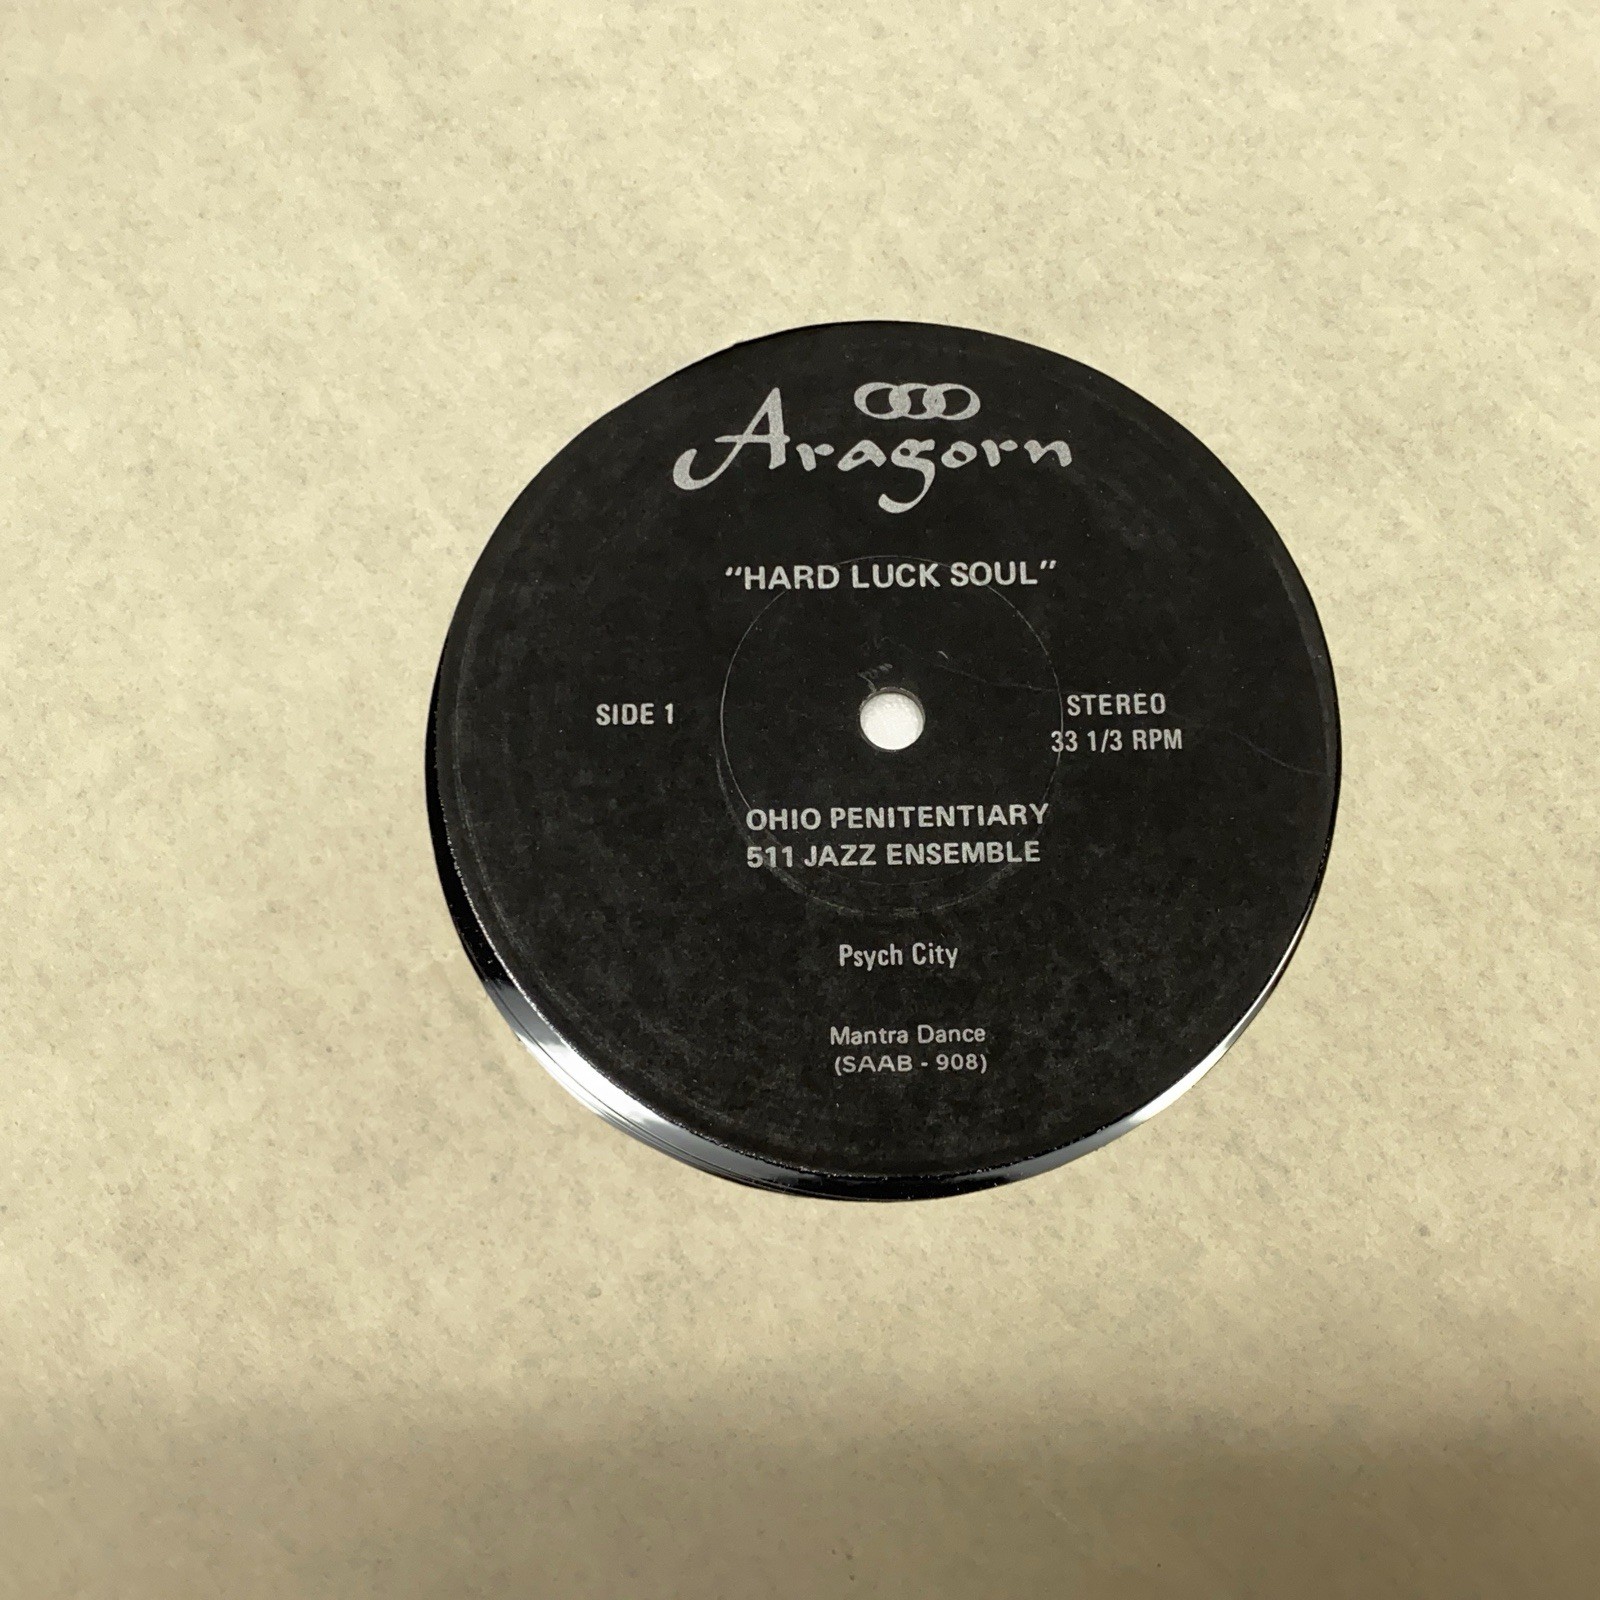 Aragorn
"HARD LUCK SOUL"
SIDE 1
STEREO
33 1/3 RPM
OHIO PENITENTIARY
511 JAZZ ENSEMBLE
Psych City
Mantra Dance
(SAAB - 908)